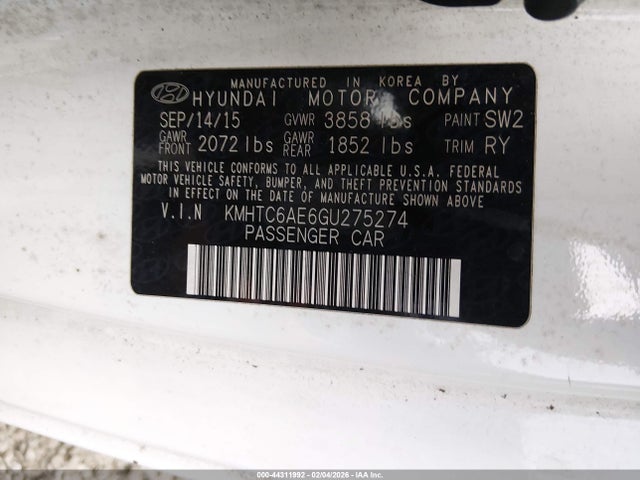 MANUFACTURED IN KOREA BY
HYUNDAI MOTOR COMPANY
SEP/14/15 GVWR 3858 lbs PAINT SW2
GAWR FRONT 2072 lbs GAWR REAR 1852 lbs TRIM RY
THIS VEHICLE CONFORMS TO ALL APPLICABLE U.S.A. FEDERAL
MOTOR VEHICLE SAFETY, BUMPER, AND THEFT PREVENTION STANDARDS
IN EFFECT ON THE DATE OF MANUFACTURE SHOWN ABOVE
V.I.N KMHTC6AE6GU275274
PASSENGER CAR
000-44311992 - 02/04/2026 - IAA Corp.